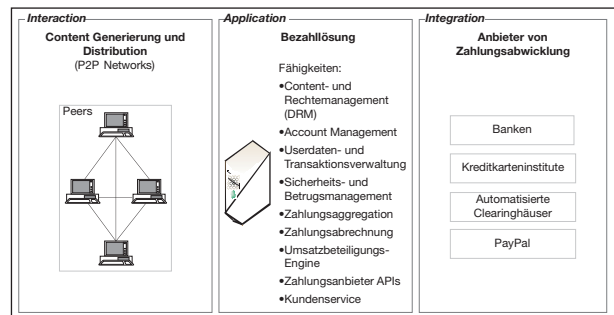 Interaction
Content Generierung und
Distribution
(P2P Networks)
Peers
Application
Bezahllösung
Fähigkeiten:
•Content- und
Rechtemanagement
(DRM)
•Account Management
•Userdaten- und
Transaktionsverwaltung
•Sicherheits- und
Betrugsmanagement
•Zahlungsaggregation
•Zahlungsabrechnung
•Umsatzbeteiligungs-
Engine
•Zahlungsanbieter APIs
•Kundenservice
Integration
Anbieter von
Zahlungsabwicklung
Banken
Kreditkarteninstitute
Automatisierte
Clearinghäuser
PayPal